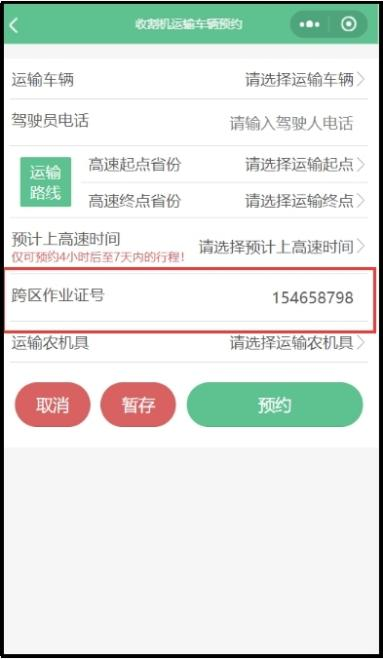 收割机运输车辆预约
运输车辆 请选择运输车辆
驾驶员电话 请输入驾驶人电话
运输路线 高速起点省份 请选择运输起点
高速终点省份 请选择运输终点
预计上高速时间 请选择预计上高速时间
仅可预约4小时后至7天内的行程！
跨区作业证号 154658798
运输农机具 请选择运输农机具
取消 暂存 预约